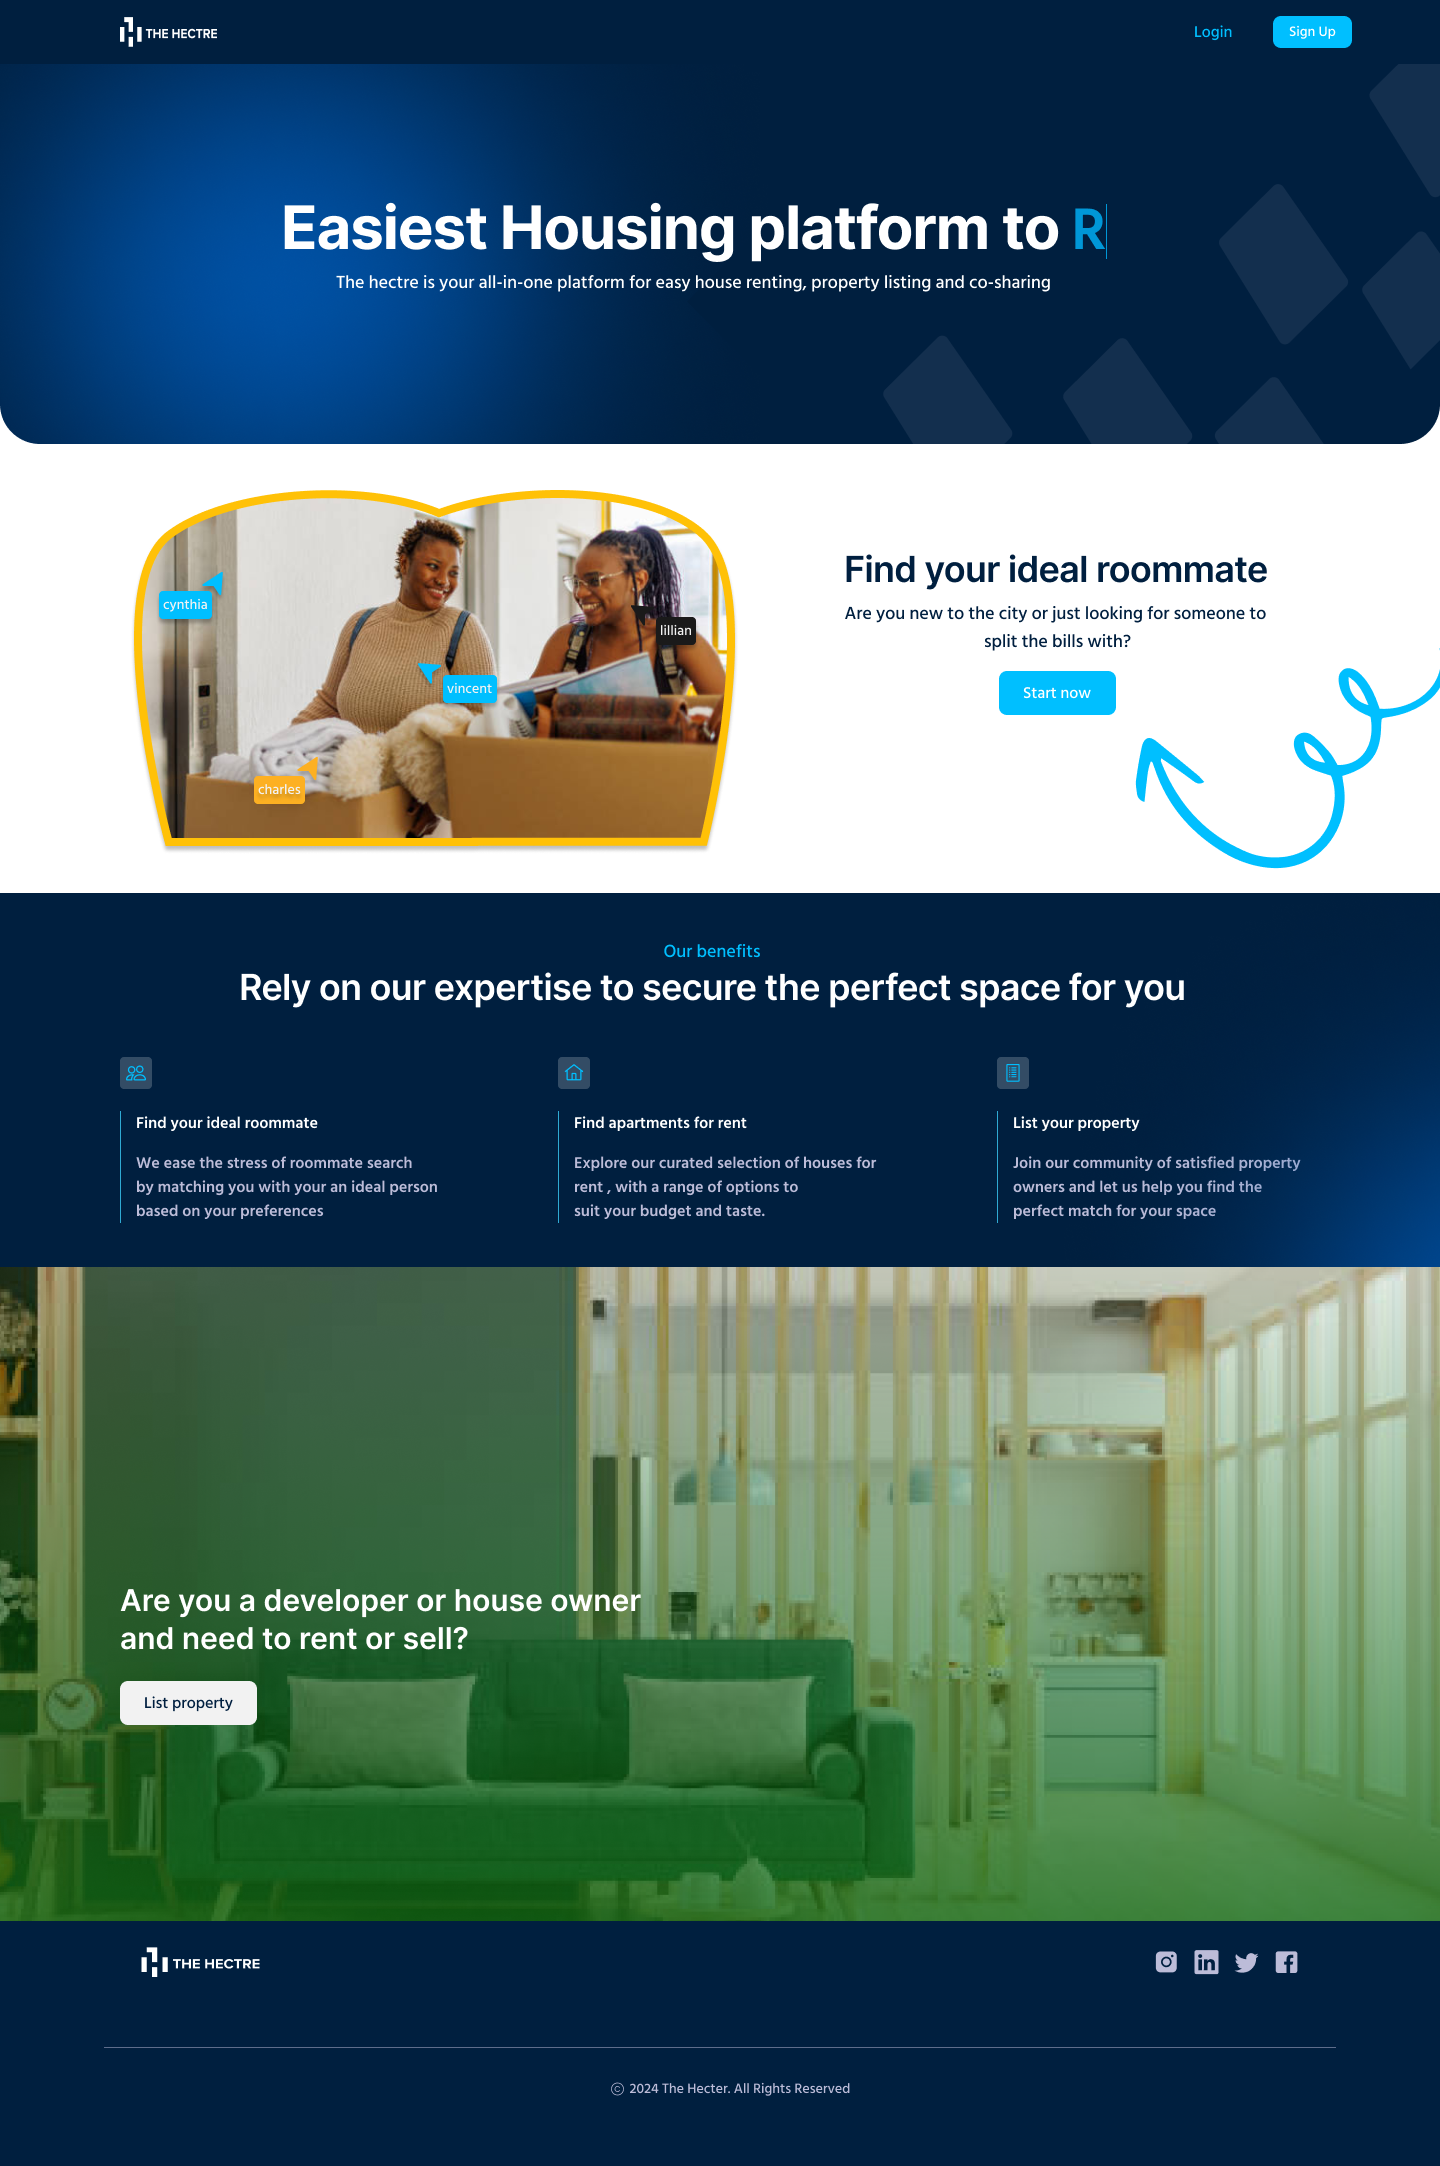 THE HECTRE
Login
Sign Up
Easiest Housing platform to R
The hectre is your all-in-one platform for easy house renting, property listing and co-sharing
cynthia
lillian
vincent
charles
Find your ideal roommate
Are you new to the city or just looking for someone to
split the bills with?
Start now
Our benefits
Rely on our expertise to secure the perfect space for you
Find your ideal roommate
We ease the stress of roommate search
by matching you with your an ideal person
based on your preferences
Find apartments for rent
Explore our curated selection of houses for
rent , with a range of options to
suit your budget and taste.
List your property
Join our community of satisfied property
owners and let us help you find the
perfect match for your space
Are you a developer or house owner
and need to rent or sell?
List property
THE HECTRE
© 2024 The Hecter. All Rights Reserved